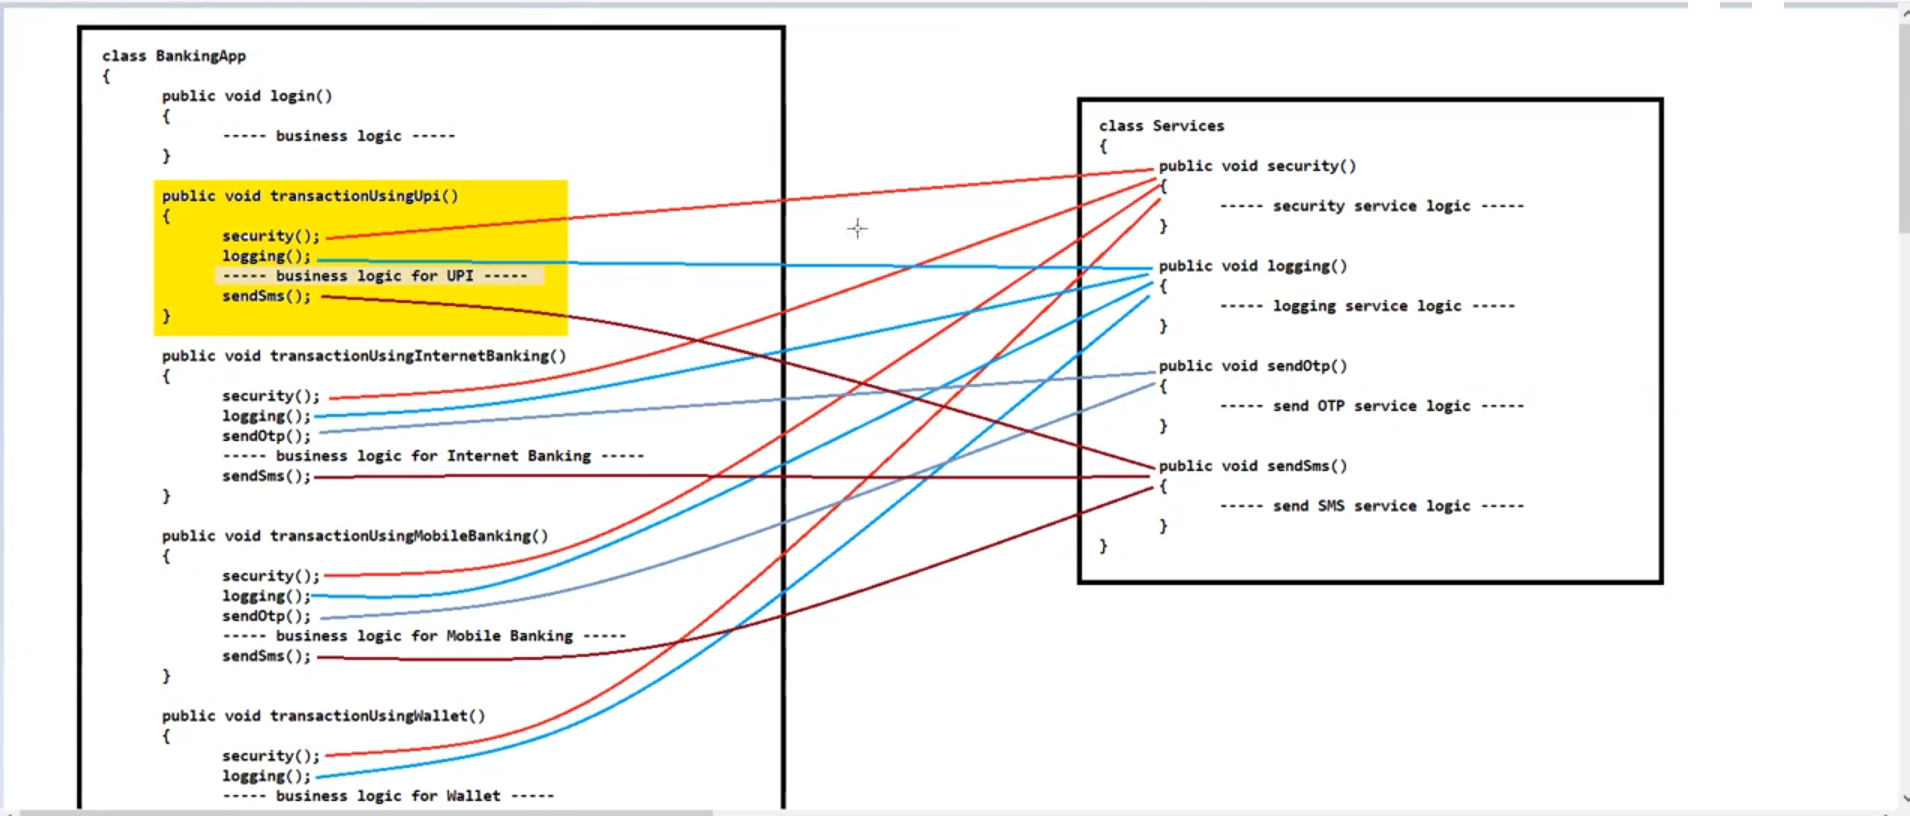 class BankingApp
{
public void login()
{
----- business logic -----
}
public void transactionUsingUpi()
{
security();
logging();
----- business logic for UPI -----
sendSms();
}
public void transactionUsingInternetBanking()
{
security();
logging();
sendOtp();
----- business logic for Internet Banking -----
sendSms();
}
public void transactionUsingMobileBanking()
{
security();
logging();
sendOtp();
----- business logic for Mobile Banking -----
sendSms();
}
public void transactionUsingWallet()
{
security();
logging();
----- business logic for Wallet -----
class Services
{
public void security()
{
----- security service logic -----
}
public void logging()
{
----- logging service logic -----
}
public void sendOtp()
{
----- send OTP service logic -----
}
public void sendSms()
{
----- send SMS service logic -----
}
}